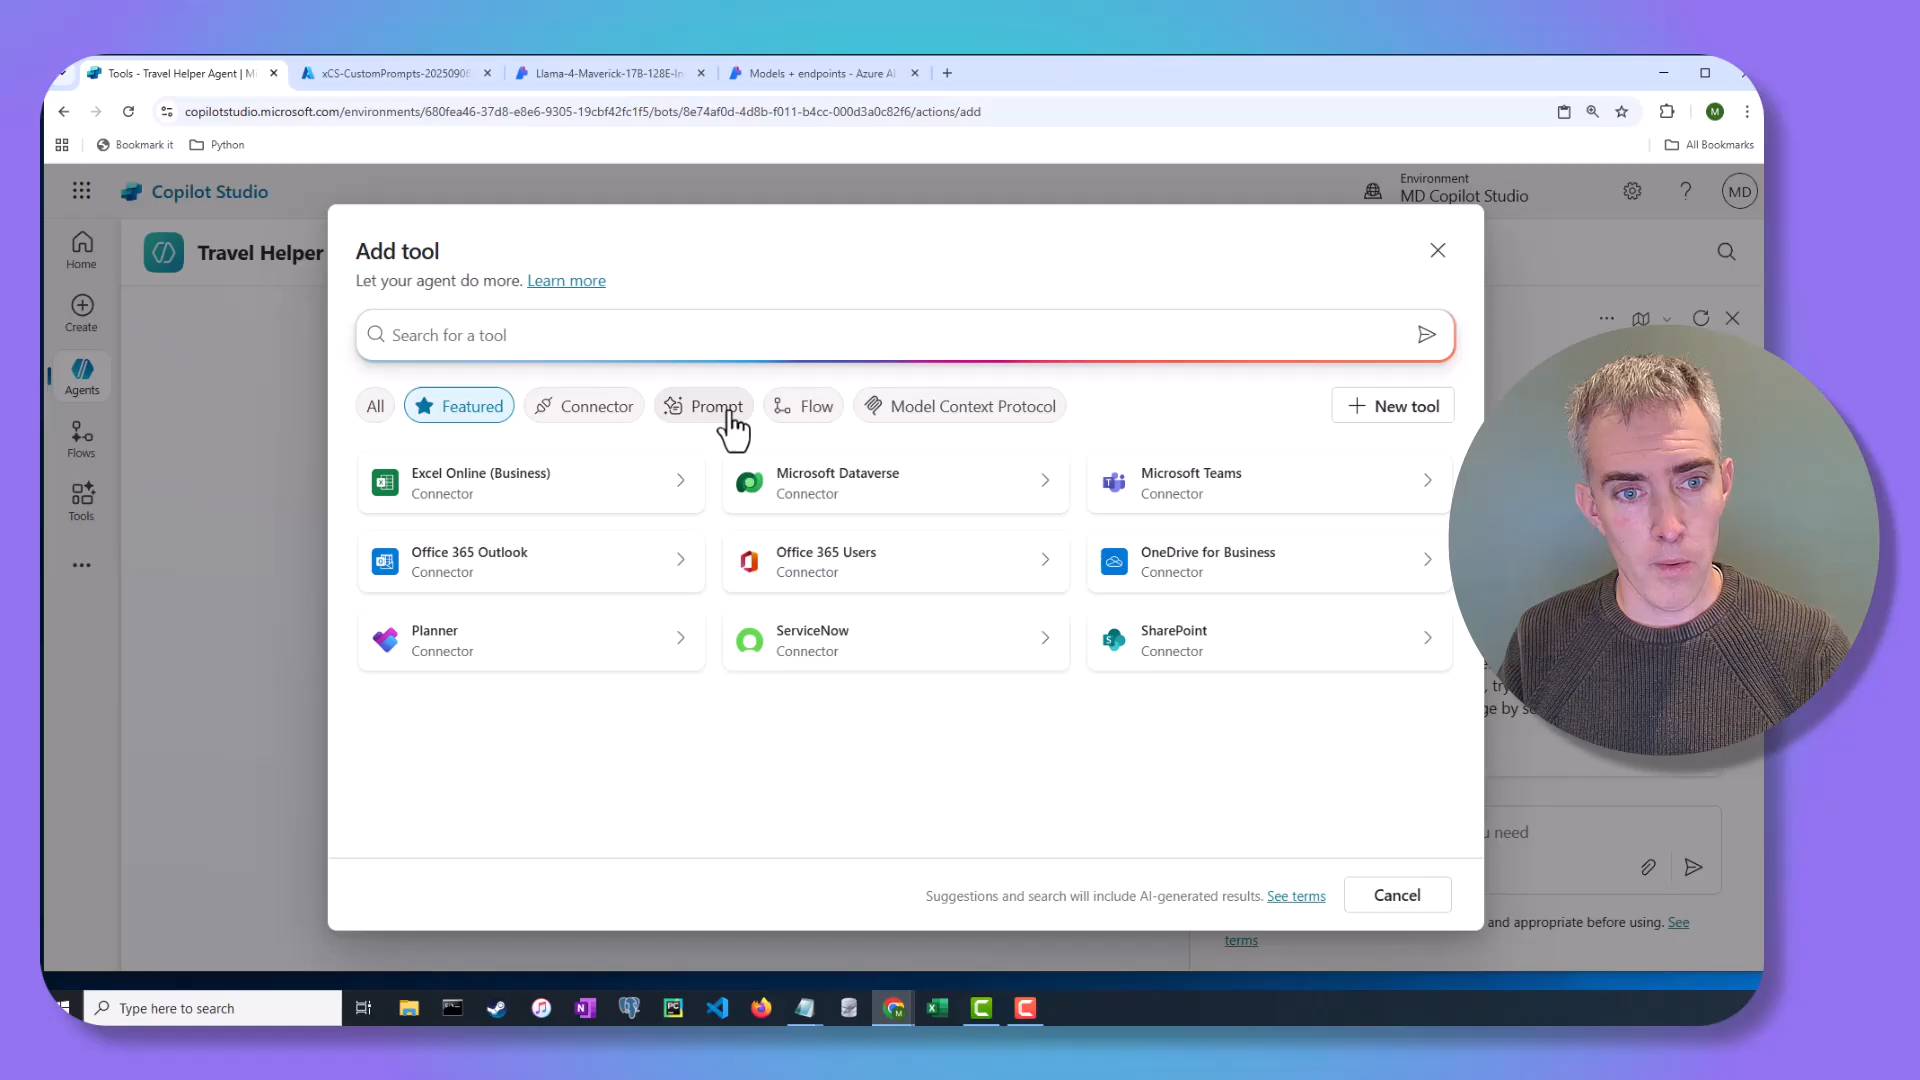 Tools - Travel Helper Agent | Mi
xCS-CustomPrompts-20250906
Llama-4-Maverick-17B-128E-In
Models + endpoints - Azure AI
copilotstudio.microsoft.com/environments/680fea46-37d8-e8e6-9305-19cbf42fc1f5/bots/8e74af0d-4d8b-f011-b4cc-000d3a0c82f6/actions/add
M
Bookmark it
Python
All Bookmarks
Copilot Studio
Environment
MD Copilot Studio
MD
Home
Create
Agents
Flows
Tools
Travel Helper
Add tool
Let your agent do more. Learn more
Search for a tool
All
Featured
Connector
Prompt
Flow
Model Context Protocol
New tool
Excel Online (Business)
Connector
Microsoft Dataverse
Connector
Microsoft Teams
Connector
Office 365 Outlook
Connector
Office 365 Users
Connector
OneDrive for Business
Connector
Planner
Connector
ServiceNow
Connector
SharePoint
Connector
Suggestions and search will include AI-generated results. See terms
Cancel
need
and appropriate before using. See
terms
Type here to search